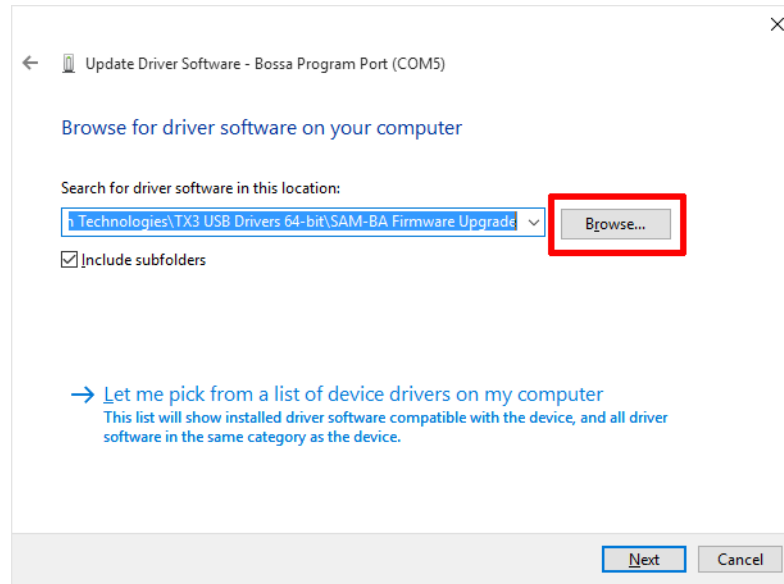 Update Driver Software - Bossa Program Port (COM5)
Browse for driver software on your computer
Search for driver software in this location:
Technologies\TX3 USB Drivers 64-bit\SAM-BA Firmware Upgrade
Browse...
Include subfolders
Let me pick from a list of device drivers on my computer
This list will show installed driver software compatible with the device, and all driver
software in the same category as the device.
Next
Cancel